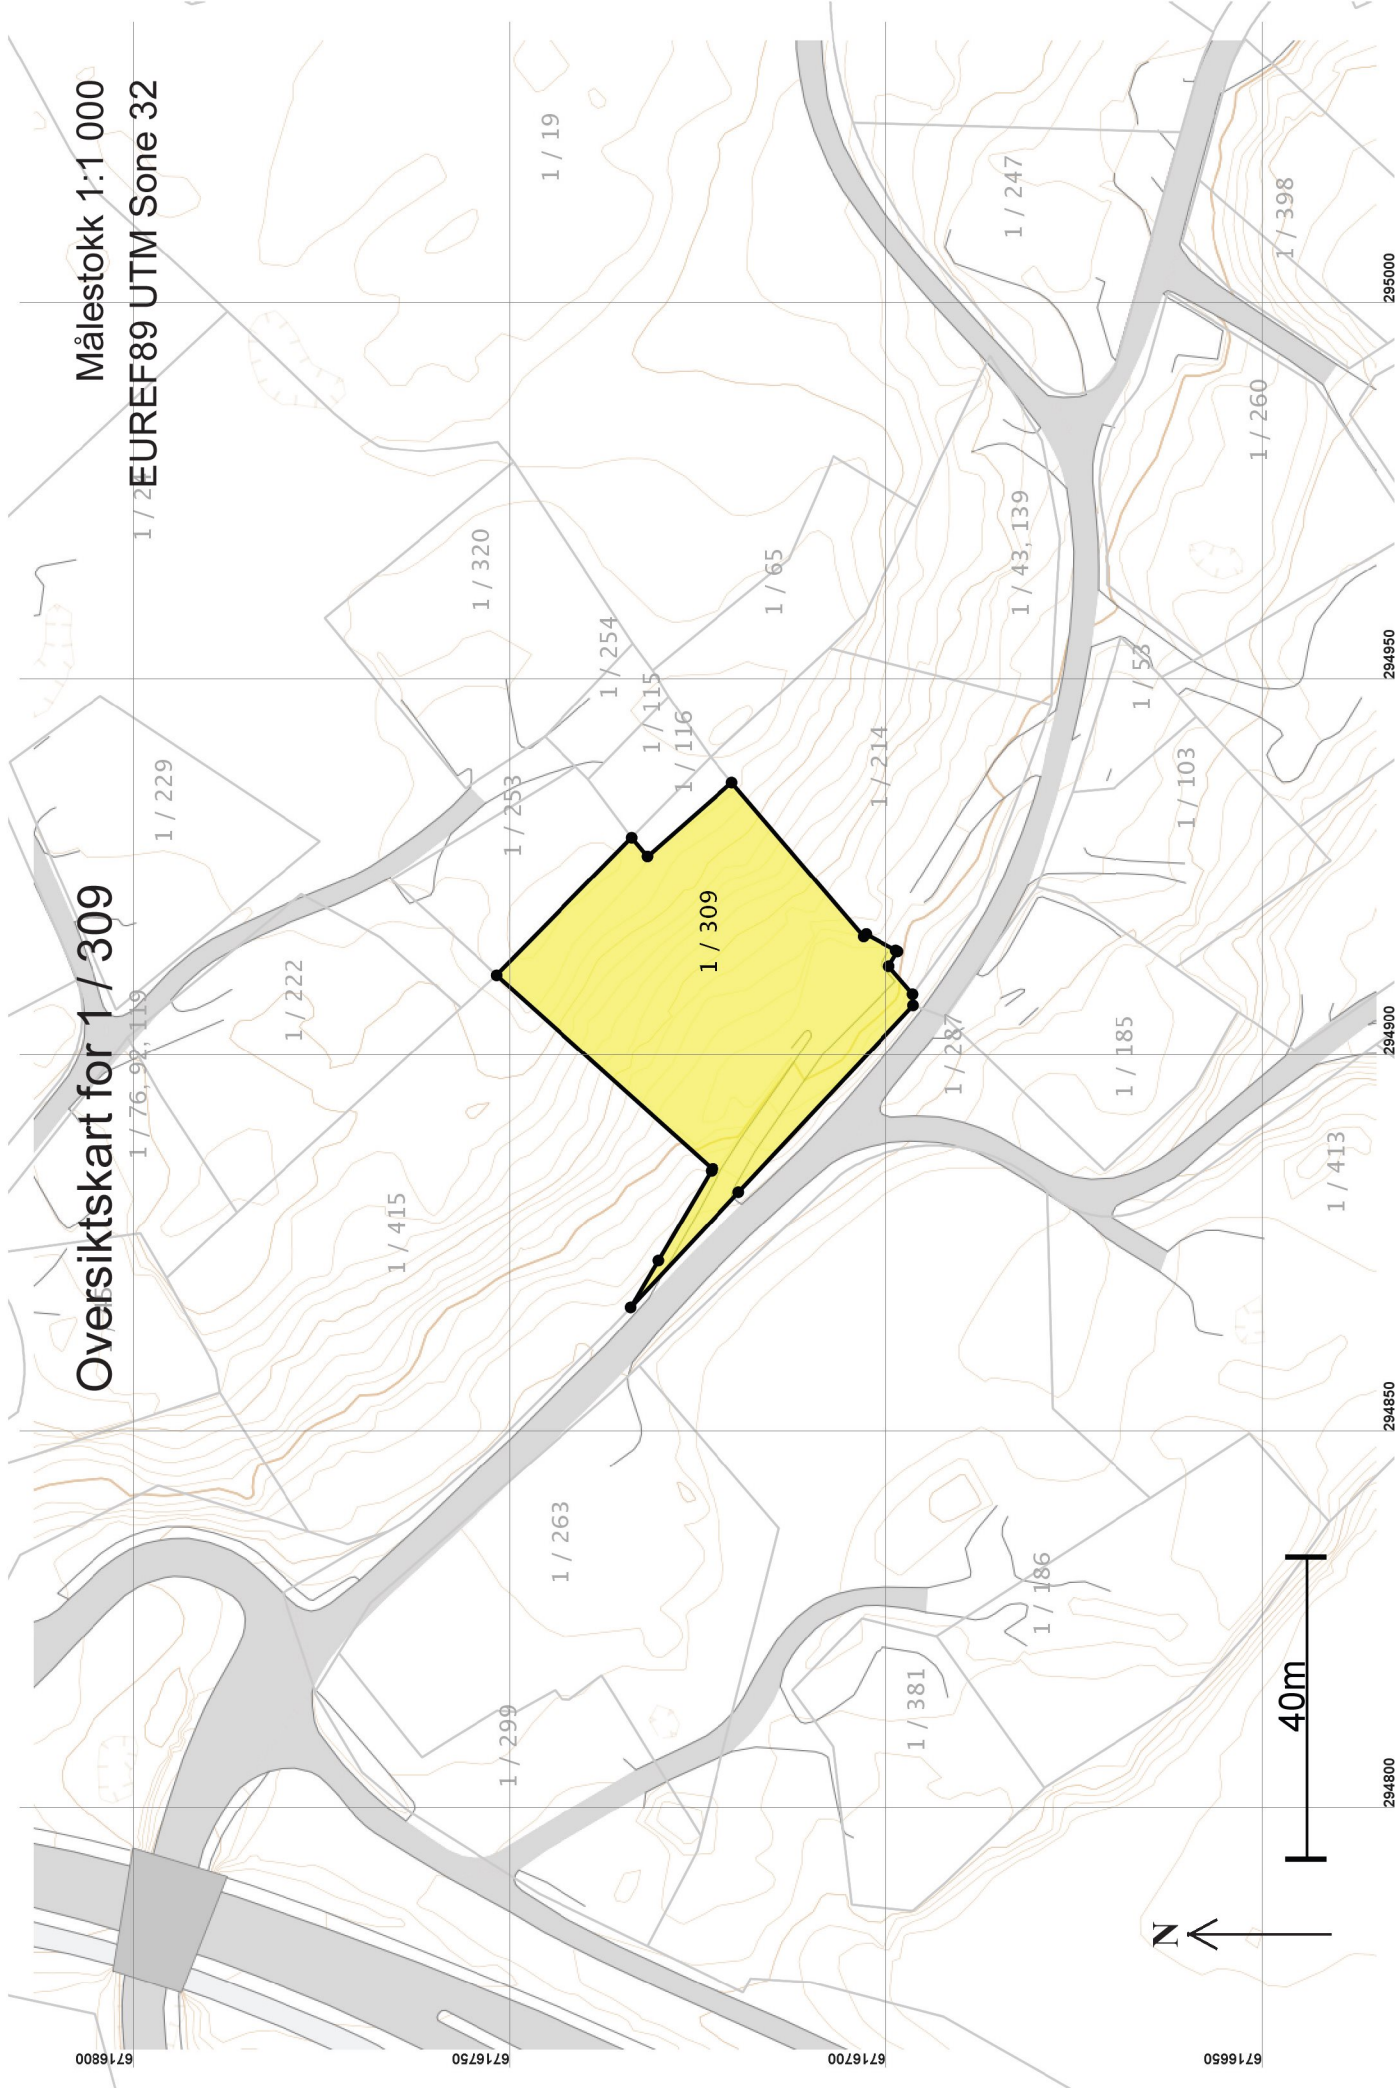 Oversiktskart for 1 / 309
Målestokk 1:1 000
EUREF89 UTM Sone 32
1 / 76, 92, 119
1 / 229
1 / 24
1 / 222
1 / 415
1 / 299
1 / 263
1 / 253
1 / 320
1 / 19
1 / 254
1 / 115
1 / 116
1 / 309
1 / 65
1 / 214
1 / 381
1 / 287
1 / 43, 139
1 / 247
1 / 186
1 / 185
1 / 103
1 / 53
1 / 260
1 / 398
1 / 413
N
40m
6716800
6716750
6716700
6716650
294800
294850
294900
294950
295000